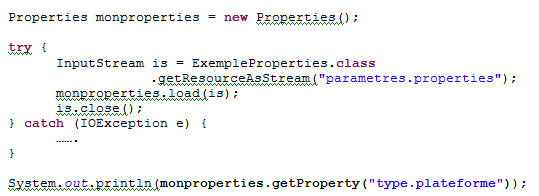 Properties monproperties = new Properties();
try {
InputStream is = ExempleProperties.class
.getResourceAsStream("parametres.properties");
monproperties.load(is);
is.close();
} catch (IOException e) {
…….
}
System.out.println(monproperties.getProperty("type.plateforme"));